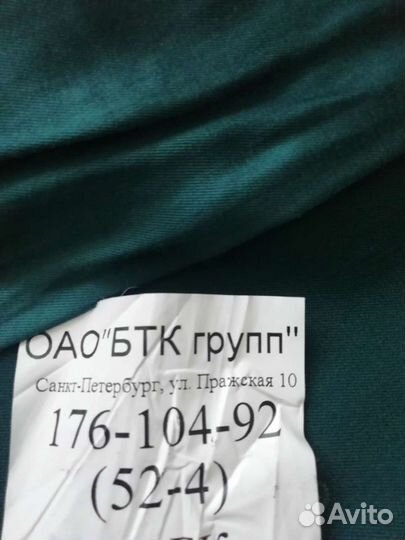 ОАО"БТК групп"
Санкт-Петербург, ул. Пражская 10
176-104-92
(52-4)
Avito